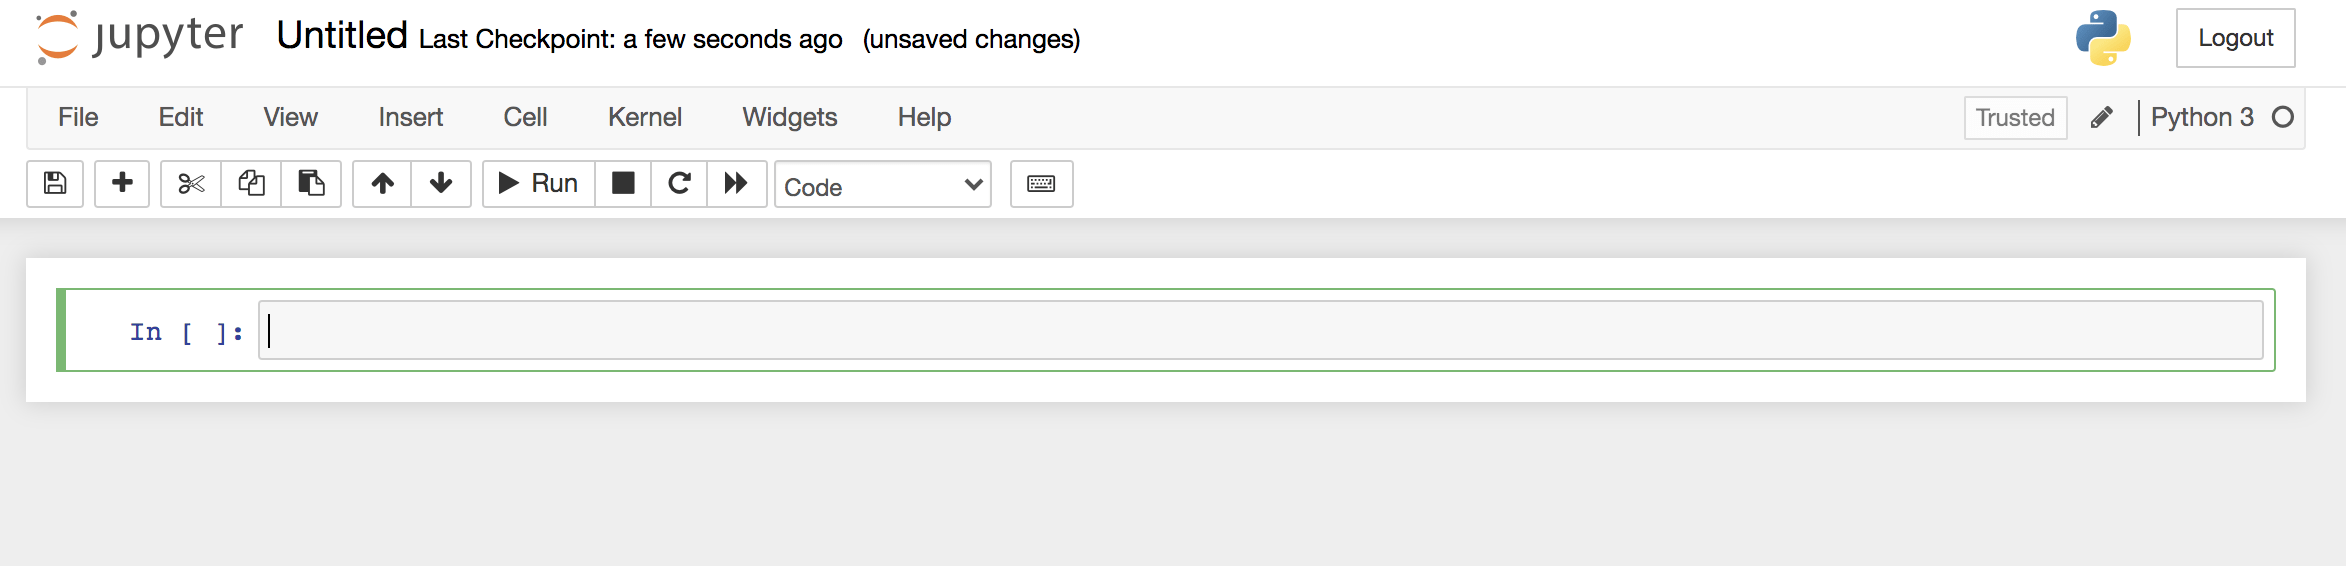 jupyter Untitled Last Checkpoint: a few seconds ago (unsaved changes) Logout
File Edit View Insert Cell Kernel Widgets Help Trusted Python 3
Run Code
In [ ]: